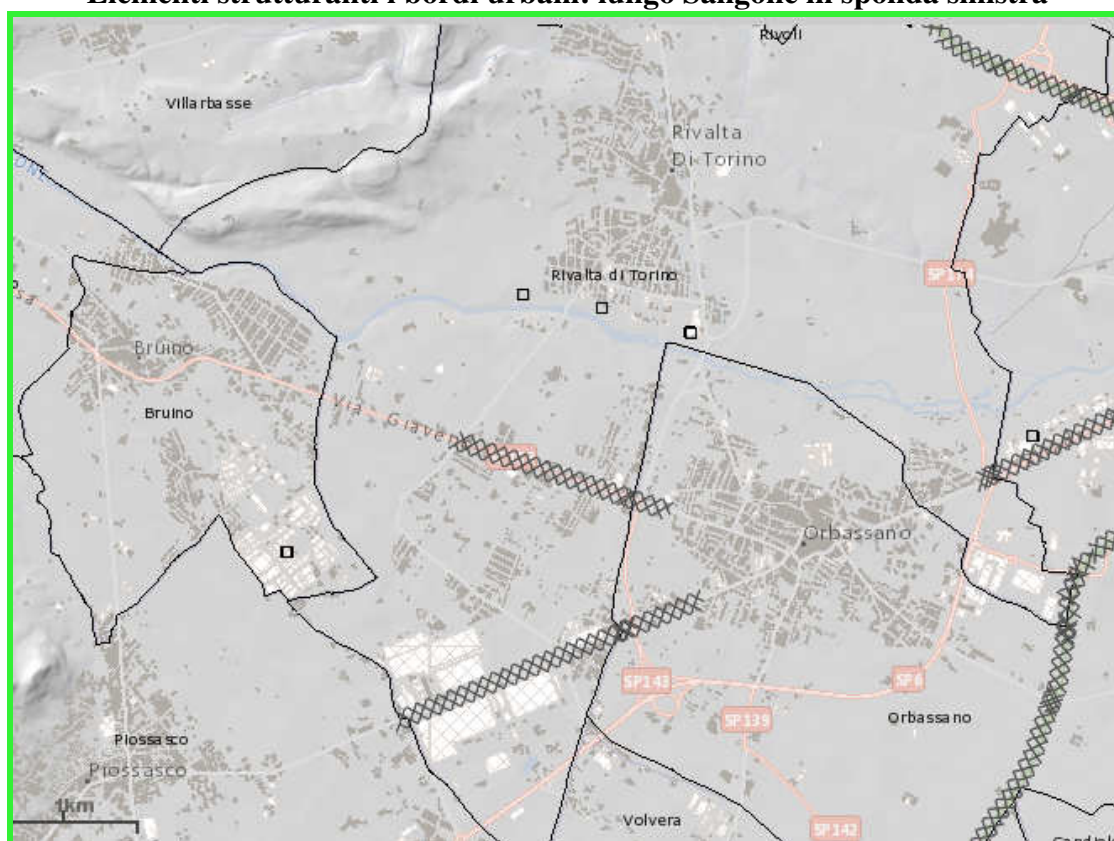 Elementi strutturanti i bordi urbani: lungo Sangone in sponda sinistra
Rivoli
Villarbasse
Rivalta
Di Torino
Rivalta di Torino
Bruino
Via Giaven
Bruino
Orbassano
SP143
SP6
SP139
Orbassano
Piossasco
Piossasco
1km
Volvera
SP142